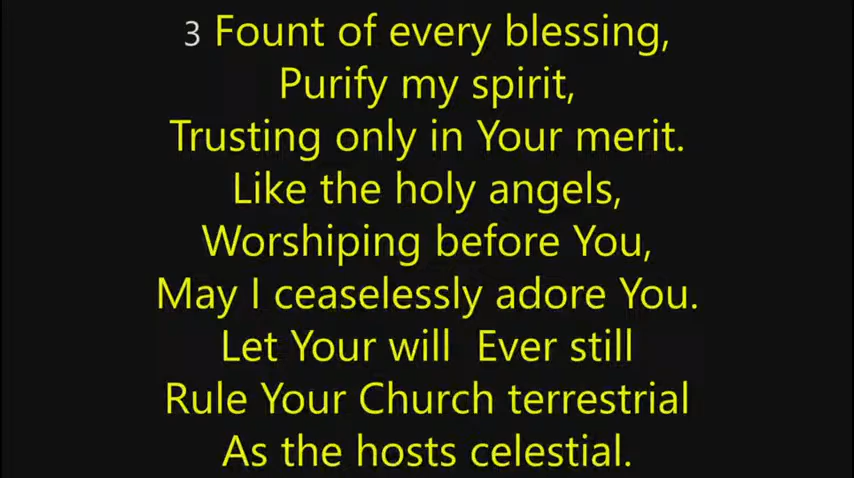 3 Fount of every blessing,
Purify my spirit,
Trusting only in Your merit.
Like the holy angels,
Worshiping before You,
May I ceaselessly adore You.
Let Your will  Ever still
Rule Your Church terrestrial
As the hosts celestial.